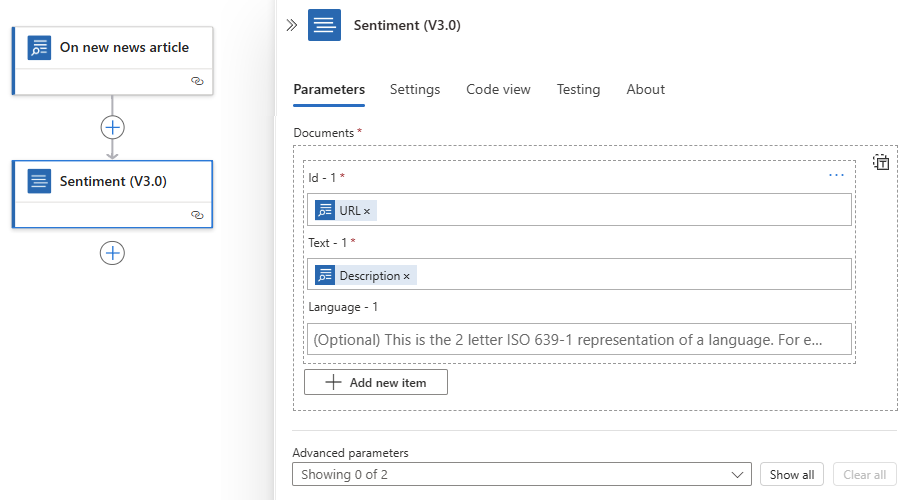 On new news article
Sentiment (V3.0)
Sentiment (V3.0)
Parameters
Settings
Code view
Testing
About
Documents *
Id - 1 *
URL ×
Text - 1 *
Description ×
Language - 1
(Optional) This is the 2 letter ISO 639-1 representation of a language. For e...
Add new item
Advanced parameters
Showing 0 of 2
Show all
Clear all